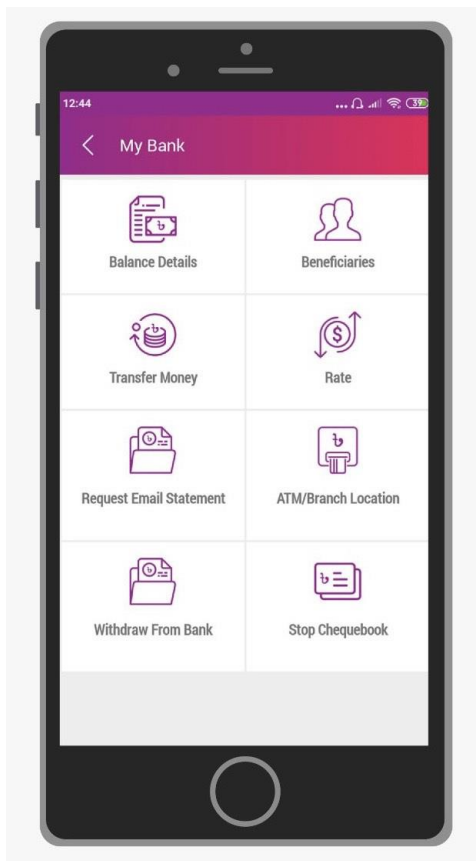 12:44
39
My Bank
৳
Balance Details
Beneficiaries
৳
Transfer Money
$
Rate
৳
Request Email Statement
৳
ATM/Branch Location
৳
Withdraw From Bank
৳
Stop Chequebook